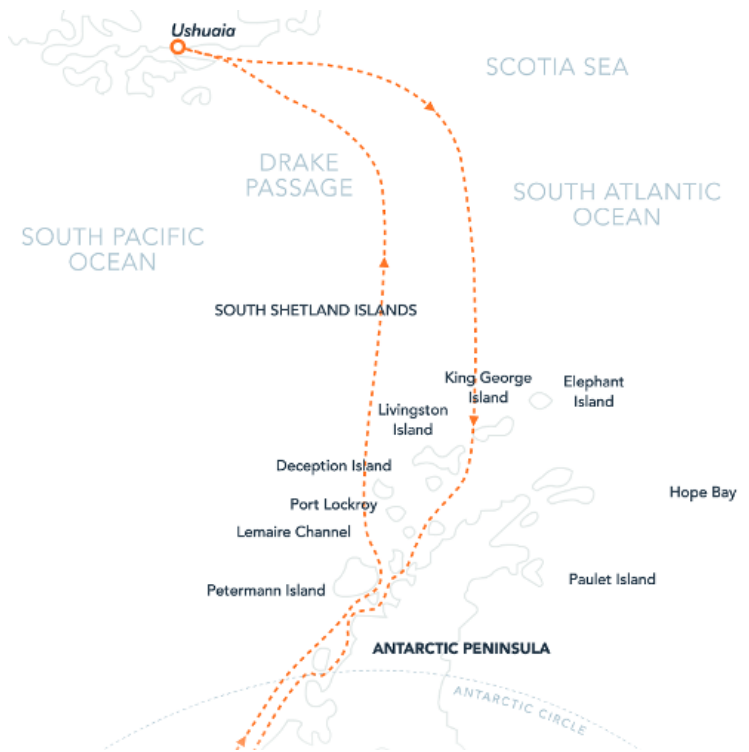 Ushuaia
SCOTIA SEA
DRAKE
PASSAGE
SOUTH ATLANTIC
OCEAN
SOUTH PACIFIC
OCEAN
SOUTH SHETLAND ISLANDS
King George
Island
Elephant
Island
Livingston
Island
Deception Island
Hope Bay
Port Lockroy
Lemaire Channel
Paulet Island
Petermann Island
ANTARCTIC PENINSULA
ANTARCTIC CIRCLE